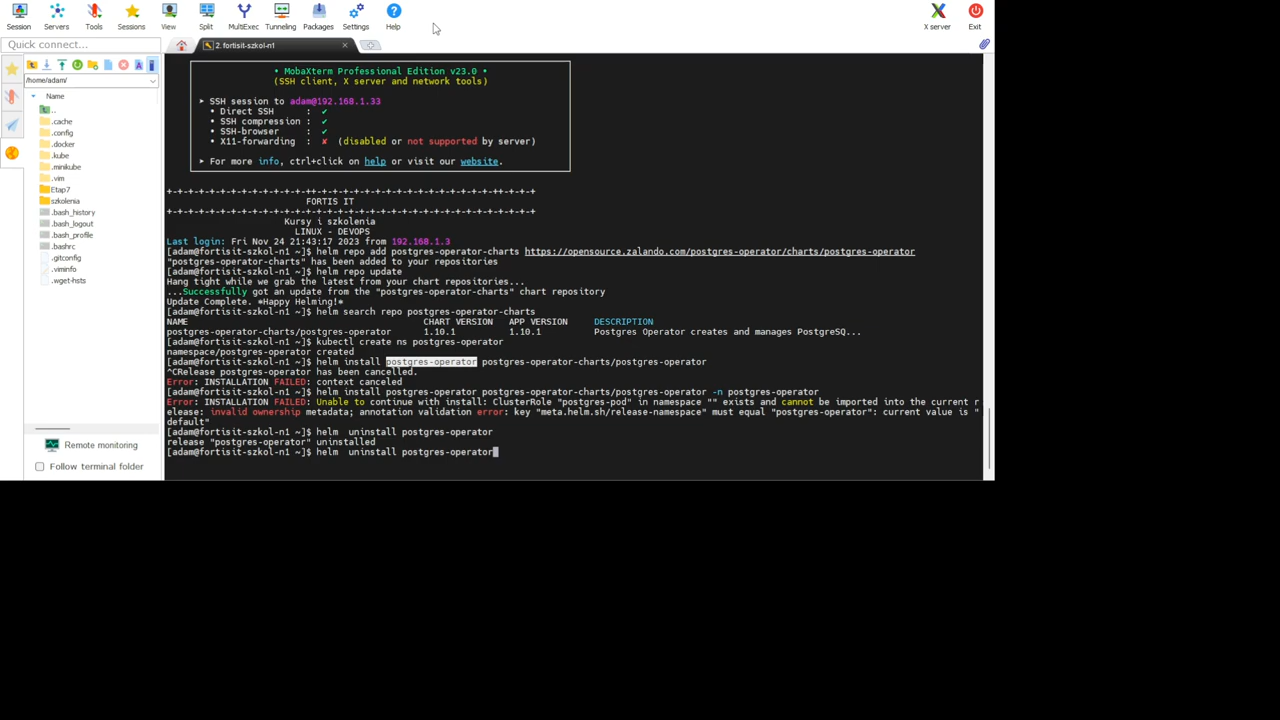 Session Servers Tools Sessions View Split MultiExec Tunneling Packages Settings Help X server Exit
Quick connect...
2. fortisit-szkol-n1
/home/adam/
Name
..
.cache
.config
.docker
.kube
.minikube
.vim
Etap7
szkolenia
.bash_history
.bash_logout
.bash_profile
.bashrc
.gitconfig
.viminfo
.wget-hsts
Remote monitoring
Follow terminal folder
• MobaXterm Professional Edition v23.0 •
(SSH client, X server and network tools)
➤ SSH session to adam@192.168.1.33
• Direct SSH : ✔
• SSH compression : ✔
• SSH-browser : ✔
• X11-forwarding : ✘ (disabled or not supported by server)
➤ For more info, ctrl+click on help or visit our website.
+-+-+-+-+-+-+-+-+-+-+-+-+-++-+-+-+-+-+-+-+-+-+-+-+-+-+-+-+-++-+-+-+
FORTIS IT
+-+-+-+-+-+-+-+-+-+-+-+-+-++-+-+-+-+-+-+-+-+-+-+-+-+-+-+-+-++-+-+-+
Kursy i szkolenia
LINUX - DEVOPS
Last login: Fri Nov 24 21:43:17 2023 from 192.168.1.3
[adam@fortisit-szkol-n1 ~]$ helm repo add postgres-operator-charts https://opensource.zalando.com/postgres-operator/charts/postgres-operator
"postgres-operator-charts" has been added to your repositories
[adam@fortisit-szkol-n1 ~]$ helm repo update
Hang tight while we grab the latest from your chart repositories...
...Successfully got an update from the "postgres-operator-charts" chart repository
Update Complete. ⎈Happy Helming!⎈
[adam@fortisit-szkol-n1 ~]$ helm search repo postgres-operator-charts
NAME CHART VERSION APP VERSION DESCRIPTION
postgres-operator-charts/postgres-operator 1.10.1 1.10.1 Postgres Operator creates and manages PostgreSQ...
[adam@fortisit-szkol-n1 ~]$ kubectl create ns postgres-operator
namespace/postgres-operator created
[adam@fortisit-szkol-n1 ~]$ helm install postgres-operator postgres-operator-charts/postgres-operator
^CRelease postgres-operator has been cancelled.
Error: INSTALLATION FAILED: context canceled
[adam@fortisit-szkol-n1 ~]$ helm install postgres-operator postgres-operator-charts/postgres-operator -n postgres-operator
Error: INSTALLATION FAILED: Unable to continue with install: ClusterRole "postgres-pod" in namespace "" exists and cannot be imported into the current r
elease: invalid ownership metadata; annotation validation error: key "meta.helm.sh/release-namespace" must equal "postgres-operator": current value is "
default"
[adam@fortisit-szkol-n1 ~]$ helm  uninstall postgres-operator
release "postgres-operator" uninstalled
[adam@fortisit-szkol-n1 ~]$ helm  uninstall postgres-operator